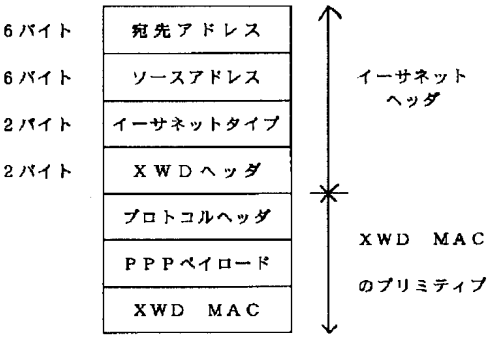 6バイト 宛先アドレス
6バイト ソースアドレス
2バイト イーサネットタイプ
2バイト XWDヘッダ
イーサネット
ヘッダ
プロトコルヘッダ
PPPペイロード
XWD MAC
XWD MAC
のプリミティブ